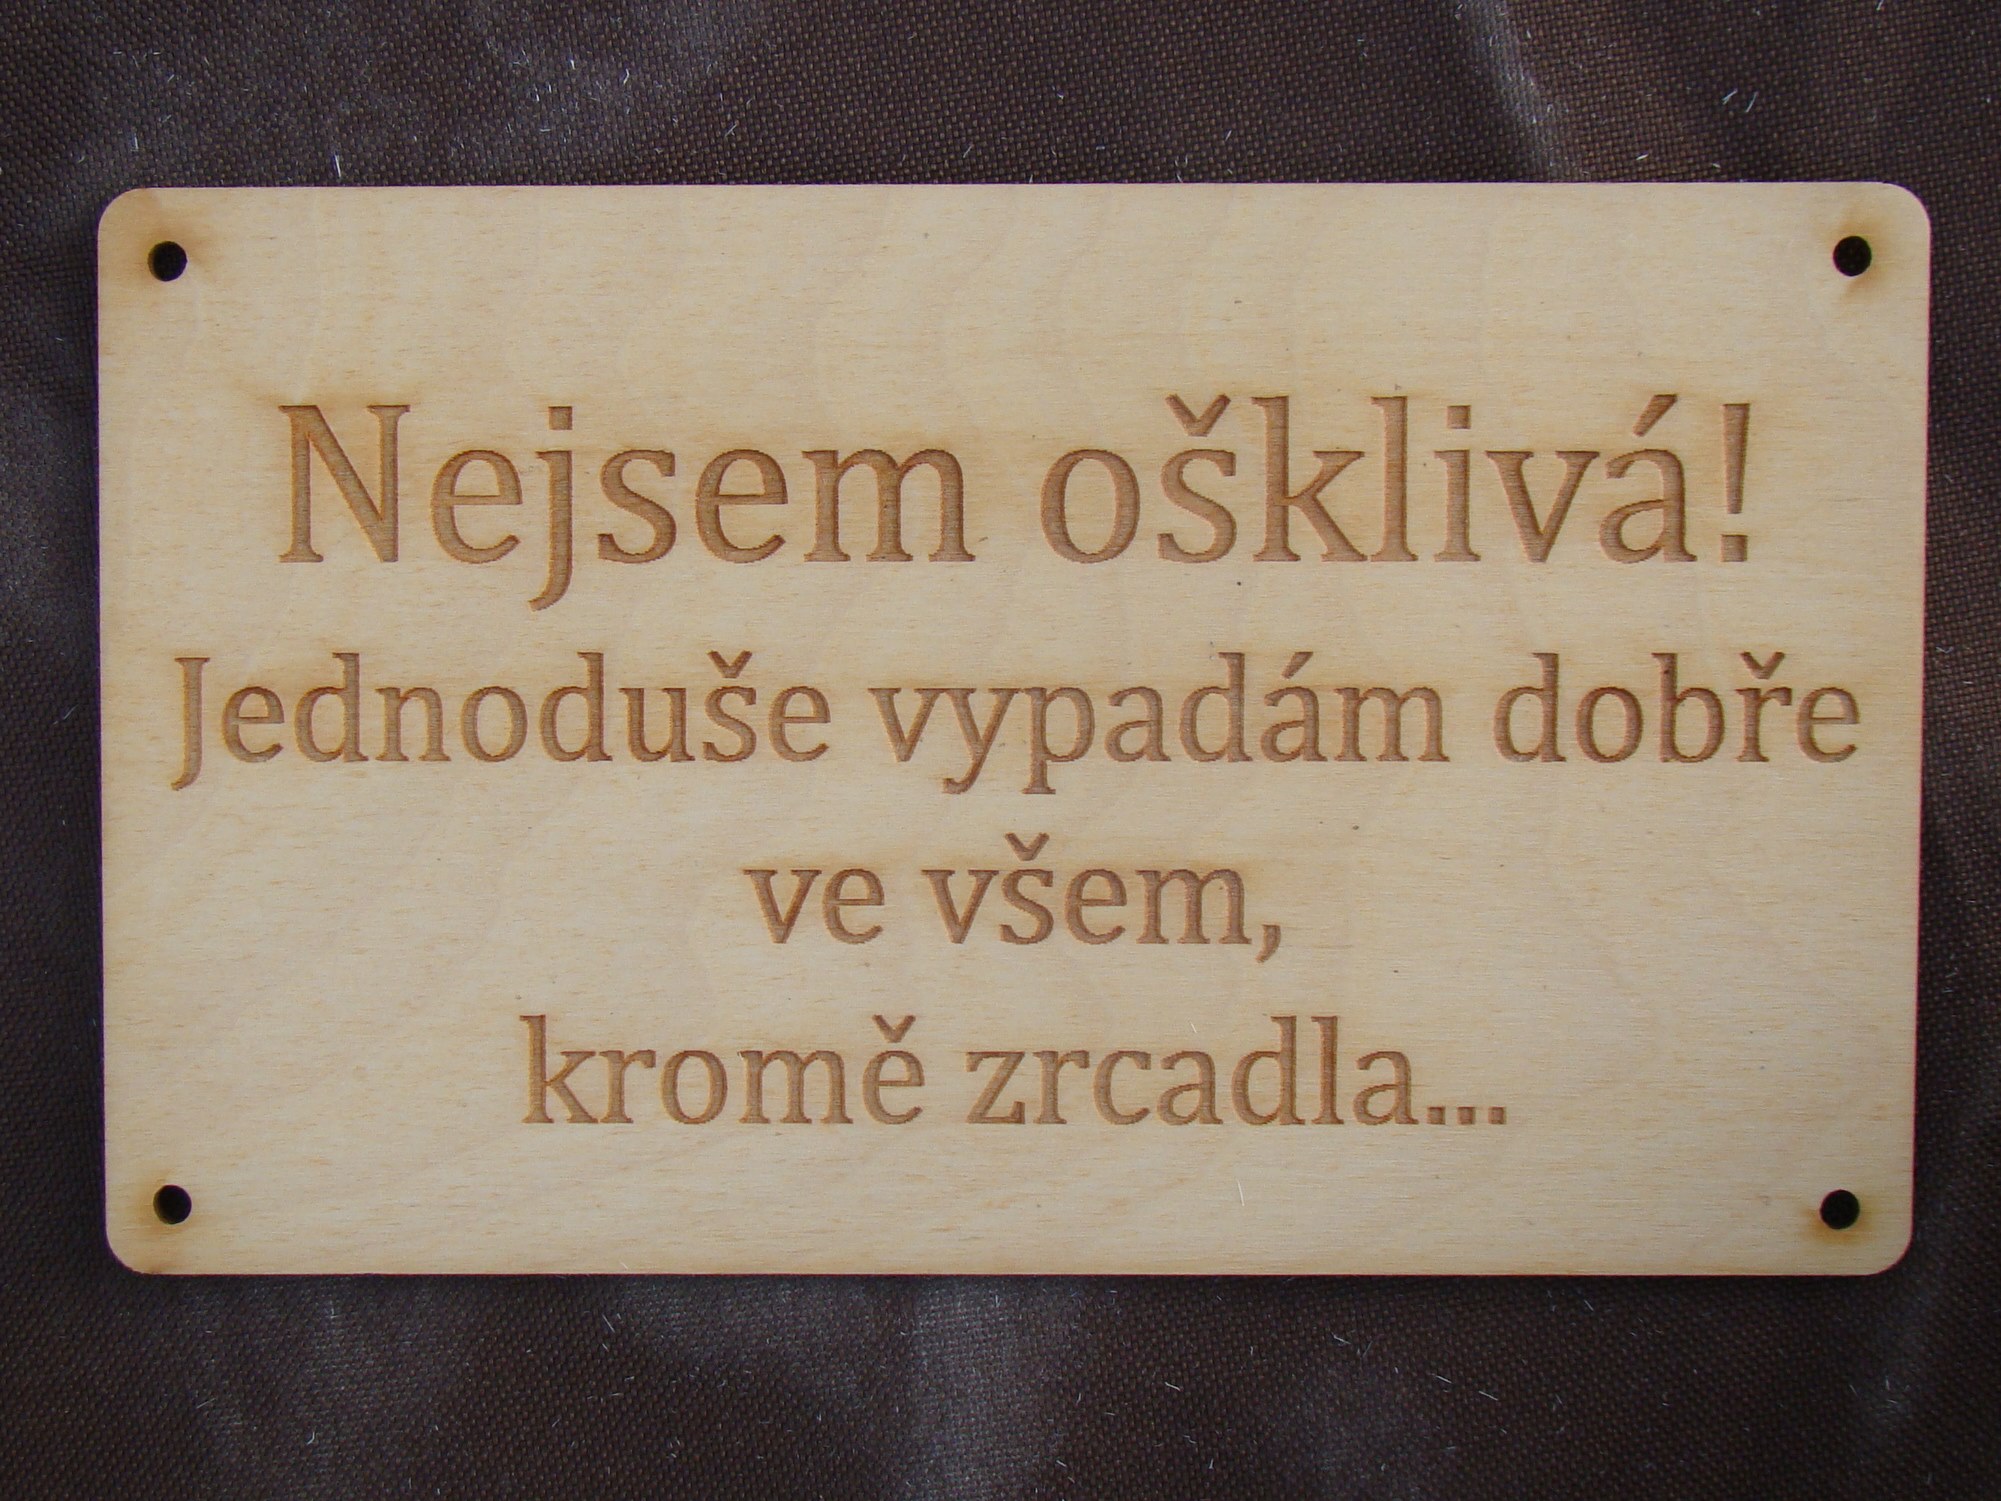 Nejsem ošklivá!
Jednoduše vypadám dobře
ve všem,
kromě zrcadla...